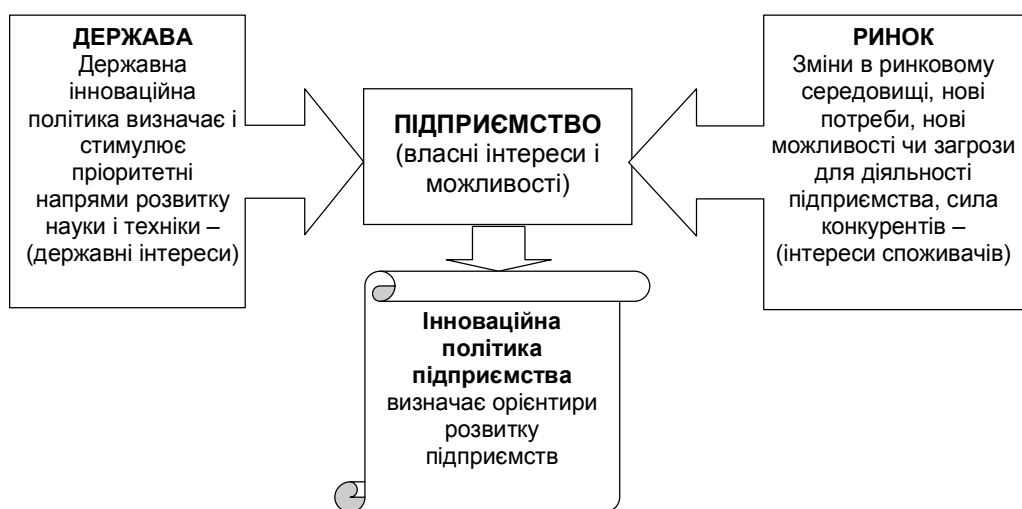 ДЕРЖАВА
Державна
інноваційна
політика визначає і
стимулює
пріоритетні
напрями розвитку
науки і техніки –
(державні інтереси)
ПІДПРИЄМСТВО
(власні інтереси і
можливості)
РИНОК
Зміни в ринковому
середовищі, нові
потреби, нові
можливості чи загрози
для діяльності
підприємства, сила
конкурентів –
(інтереси споживачів)
Інноваційна
політика
підприємства
визначає орієнтири
розвитку
підприємств